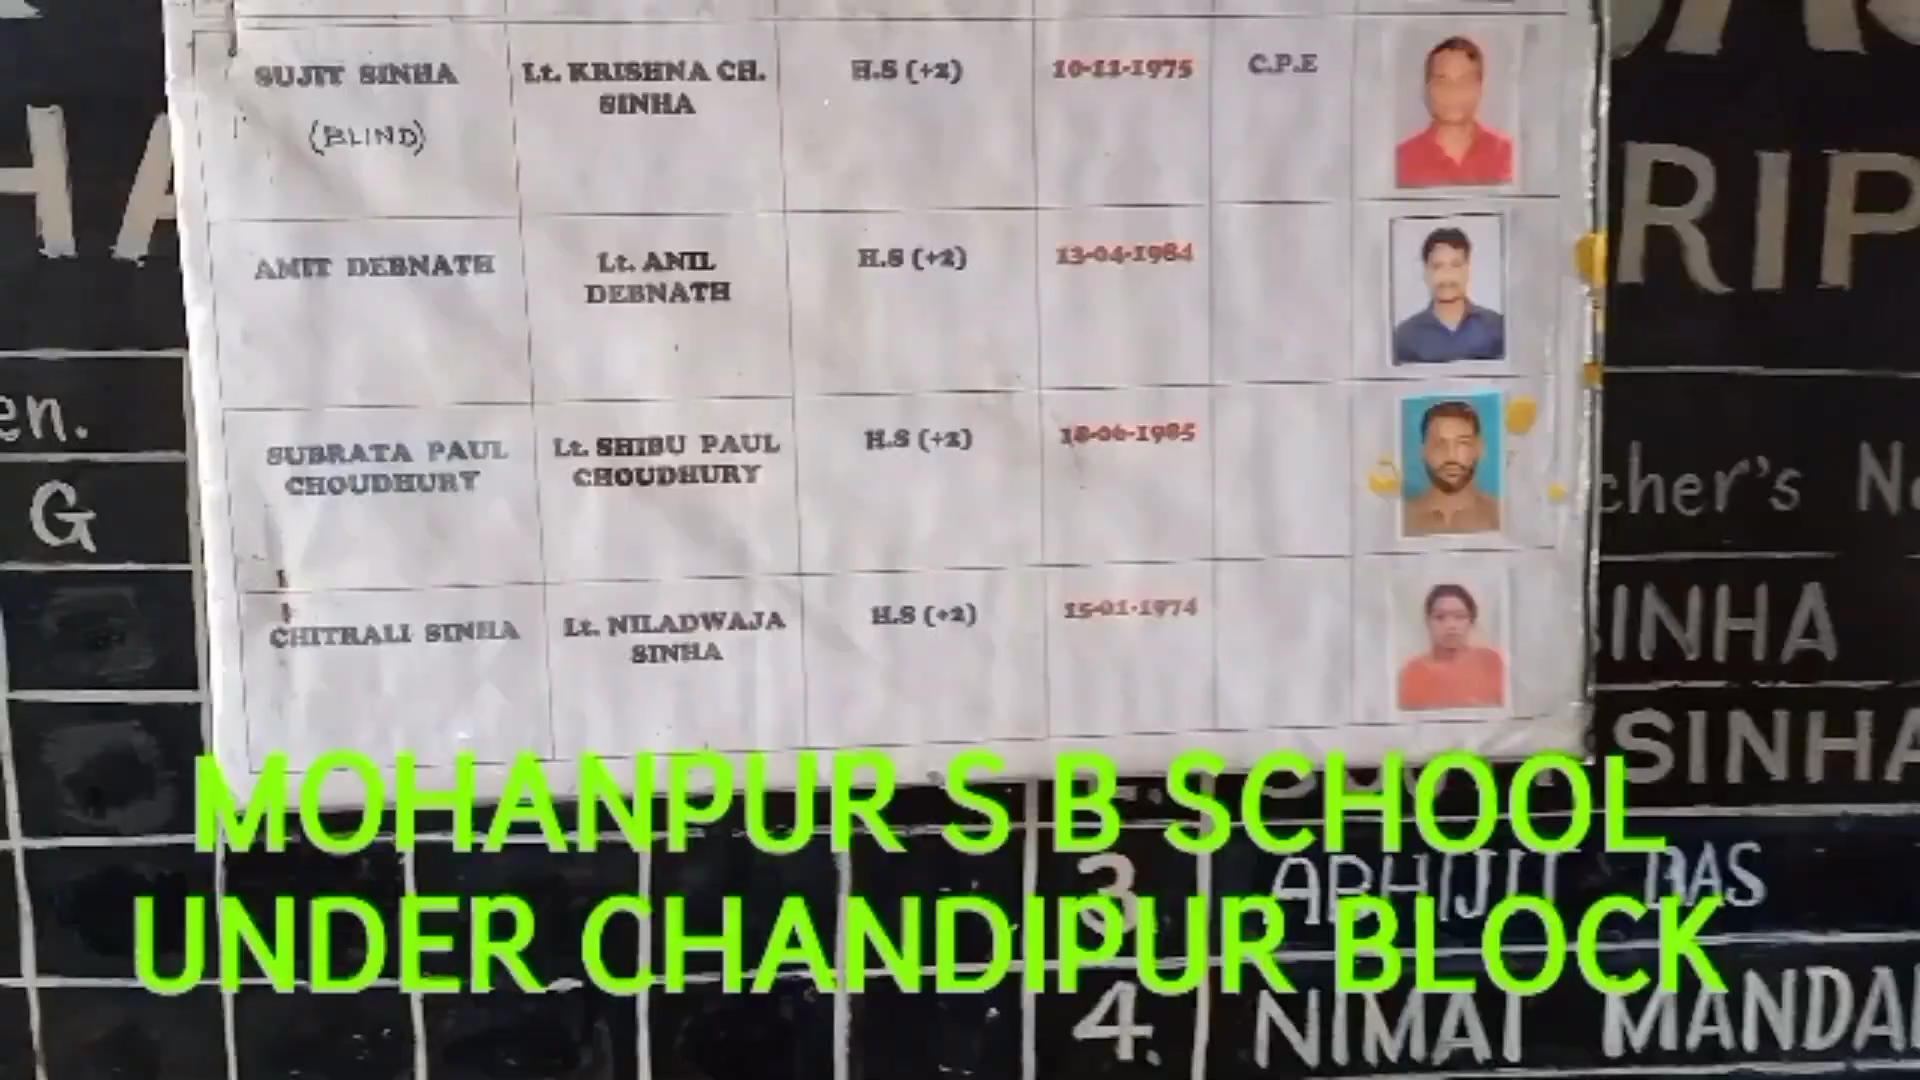 SUJIT SINHA
(BLIND)
Lt. KRISHNA CH.
SINHA
H.S (+2)
10-11-1975
C.P.E
AMIT DEBNATH
Lt. ANIL
DEBNATH
H.S (+2)
13-04-1984
SUBRATA PAUL
CHOUDHURY
Lt. SHIBU PAUL
CHOUDHURY
H.S (+2)
18-06-1985
CHITRALI SINHA
Lt. NILADWAJA
SINHA
H.S (+2)
15-01-1974
HA
RIP
en.
G
cher's N
INHA
SINHA
3 ABHIJIT DAS
4. NIMAI MANDAL
MOHANPUR S B SCHOOL
UNDER CHANDIPUR BLOCK